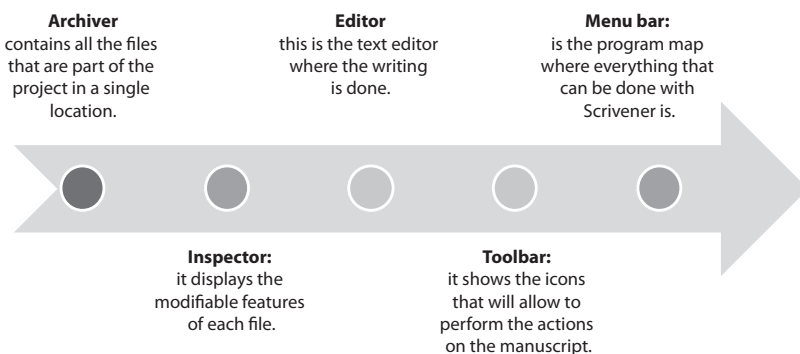 Archiver
contains all the files
that are part of the
project in a single
location.
Inspector:
it displays the
modifiable features
of each file.
Editor
this is the text editor
where the writing
is done.
Toolbar:
it shows the icons
that will allow to
perform the actions
on the manuscript.
Menu bar:
is the program map
where everything that
can be done with
Scrivener is.